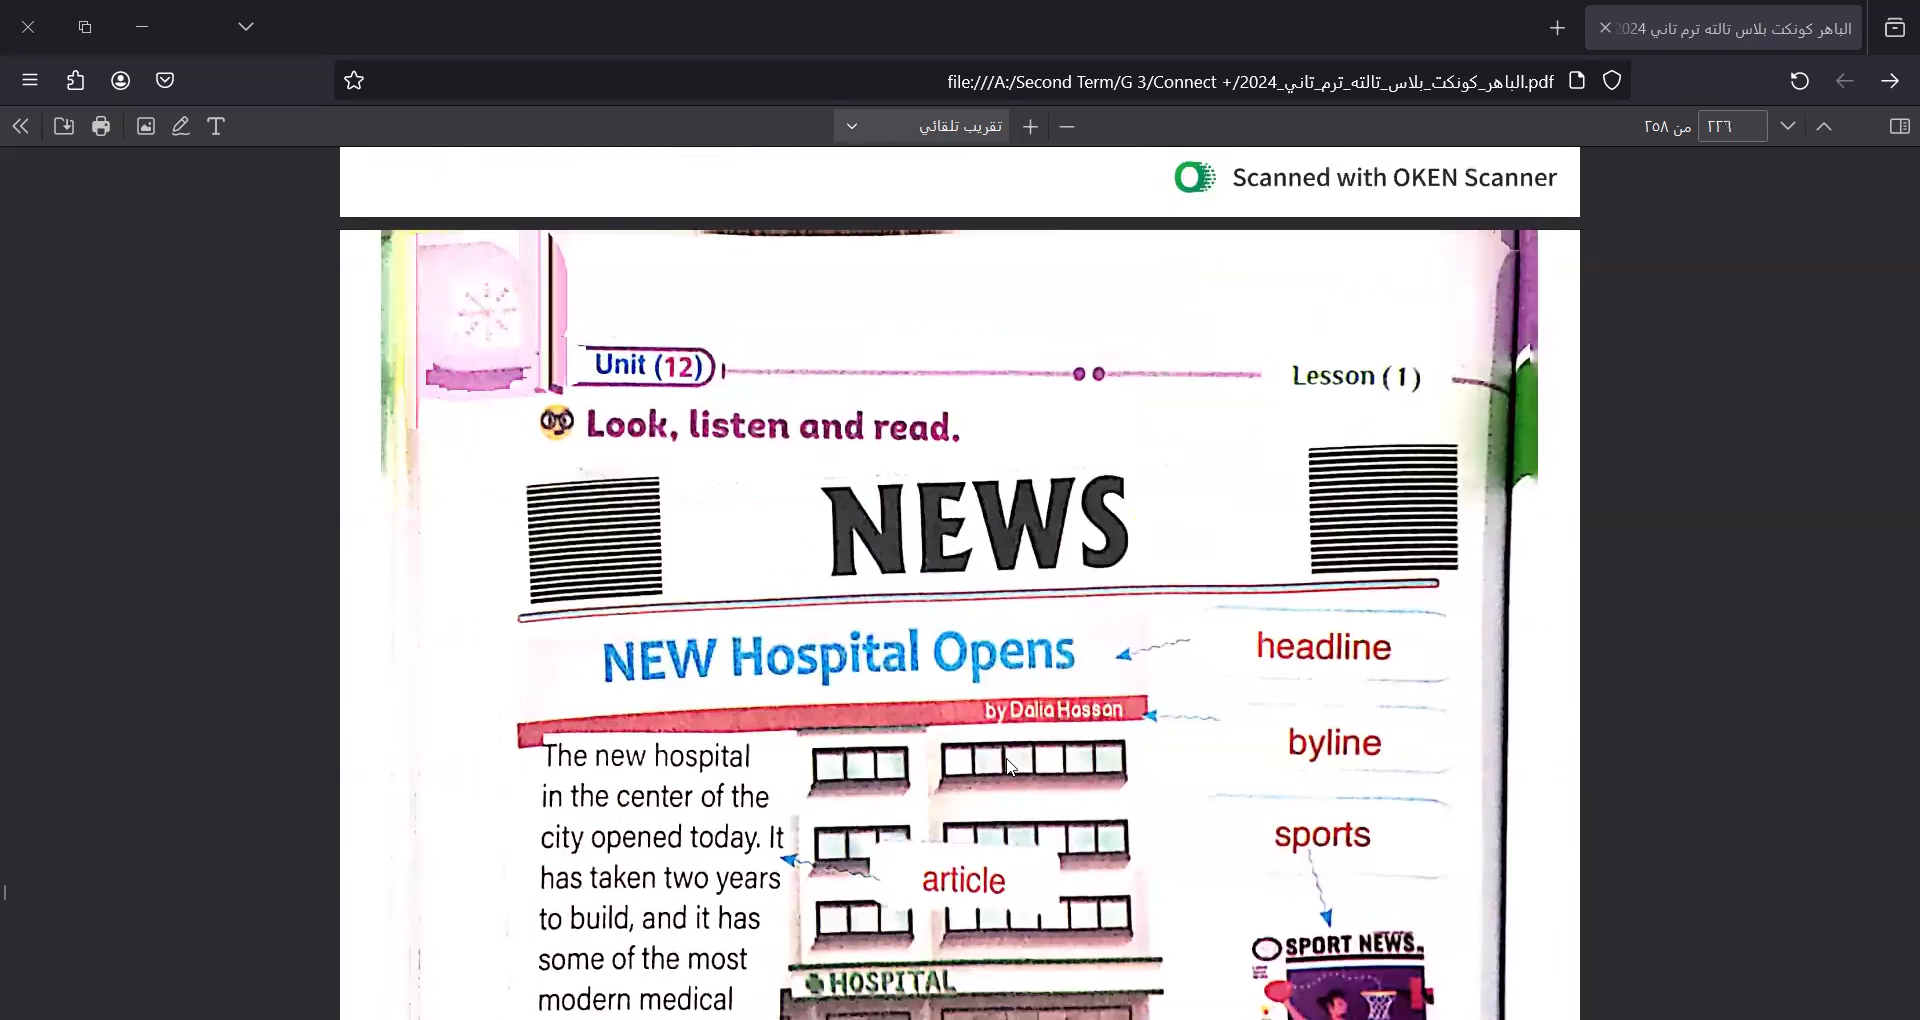 الباهر كونكت بلاس تالته ترم تاني 2024
file:///A:/Second Term/G 3/Connect +/2024_الباهر_كونكت_بلاس_تالته_ترم_تاني.pdf
تقريب تلقائي
٢٢٦ من ٢٥٨
Scanned with OKEN Scanner
Unit (12)
Lesson (1)
Look, listen and read.
NEWS
NEW Hospital Opens
headline
by Dalia Hassan
byline
The new hospital
in the center of the
city opened today. It
has taken two years
to build, and it has
some of the most
modern medical
article
sports
HOSPITAL
SPORT NEWS